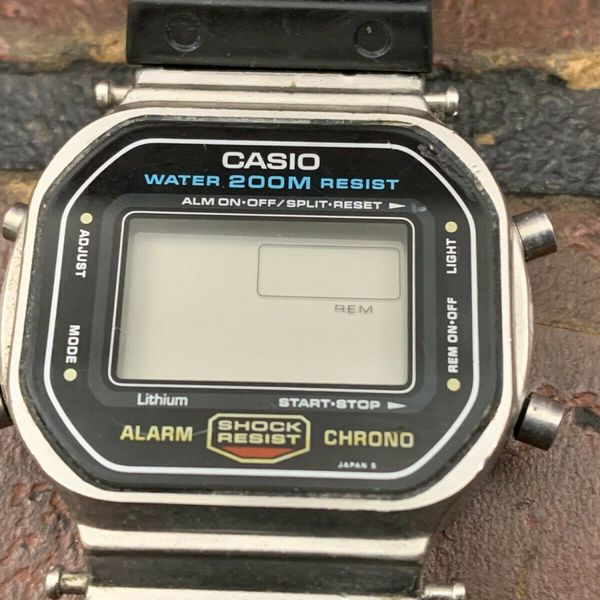 CASIO
WATER 200M RESIST
ALM ON•OFF/SPLIT•RESET
ADJUST
LIGHT
REM
MODE
REM ON•OFF
Lithium
START•STOP
ALARM
SHOCK
RESIST
CHRONO
JAPAN S